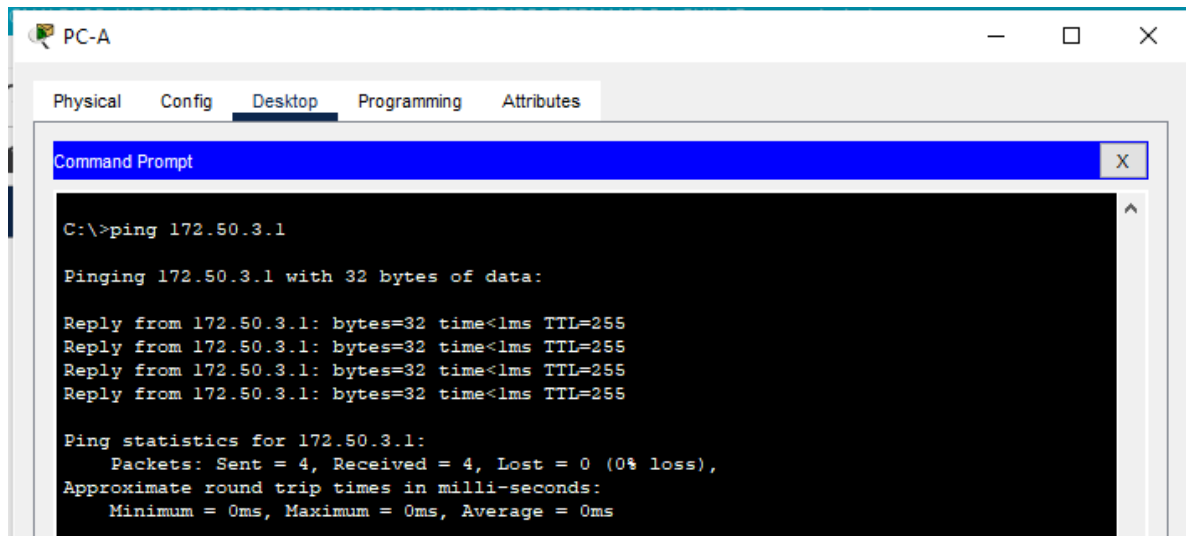 PC-A
Physical Config Desktop Programming Attributes
Command Prompt
X
C:\>ping 172.50.3.1
Pinging 172.50.3.1 with 32 bytes of data:
Reply from 172.50.3.1: bytes=32 time<1ms TTL=255
Reply from 172.50.3.1: bytes=32 time<1ms TTL=255
Reply from 172.50.3.1: bytes=32 time<1ms TTL=255
Reply from 172.50.3.1: bytes=32 time<1ms TTL=255
Ping statistics for 172.50.3.1:
Packets: Sent = 4, Received = 4, Lost = 0 (0% loss),
Approximate round trip times in milli-seconds:
Minimum = 0ms, Maximum = 0ms, Average = 0ms